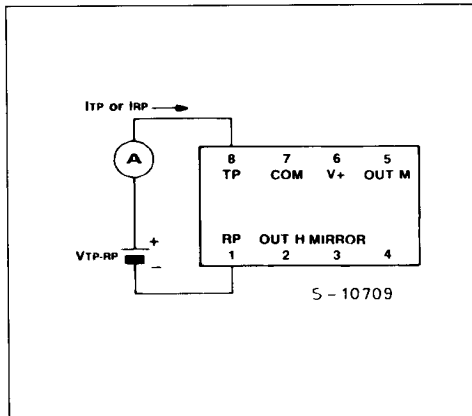 ITP or IRP
A
8 7 6 5
TP COM V+ OUT M
+
VTP-RP
−
RP OUT H MIRROR
1 2 3 4
S-10709